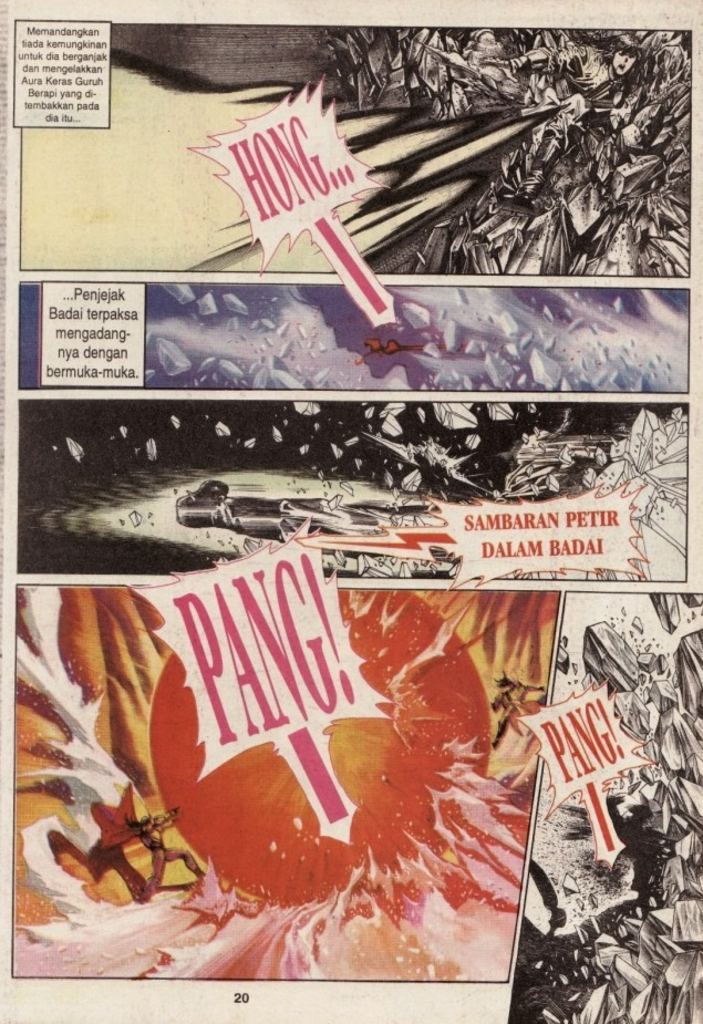 Memandangkan
tiada kemungkinan
untuk dia berganjak
dan mengelakkan
Aura Keras Guruh
Berapi yang di-
tembakkan pada
dia itu...
HONG...
...Penjejak
Badai terpaksa
mengadang-
nya dengan
bermuka-muka.
SAMBARAN PETIR
DALAM BADAI
PANG!
PANG!
20